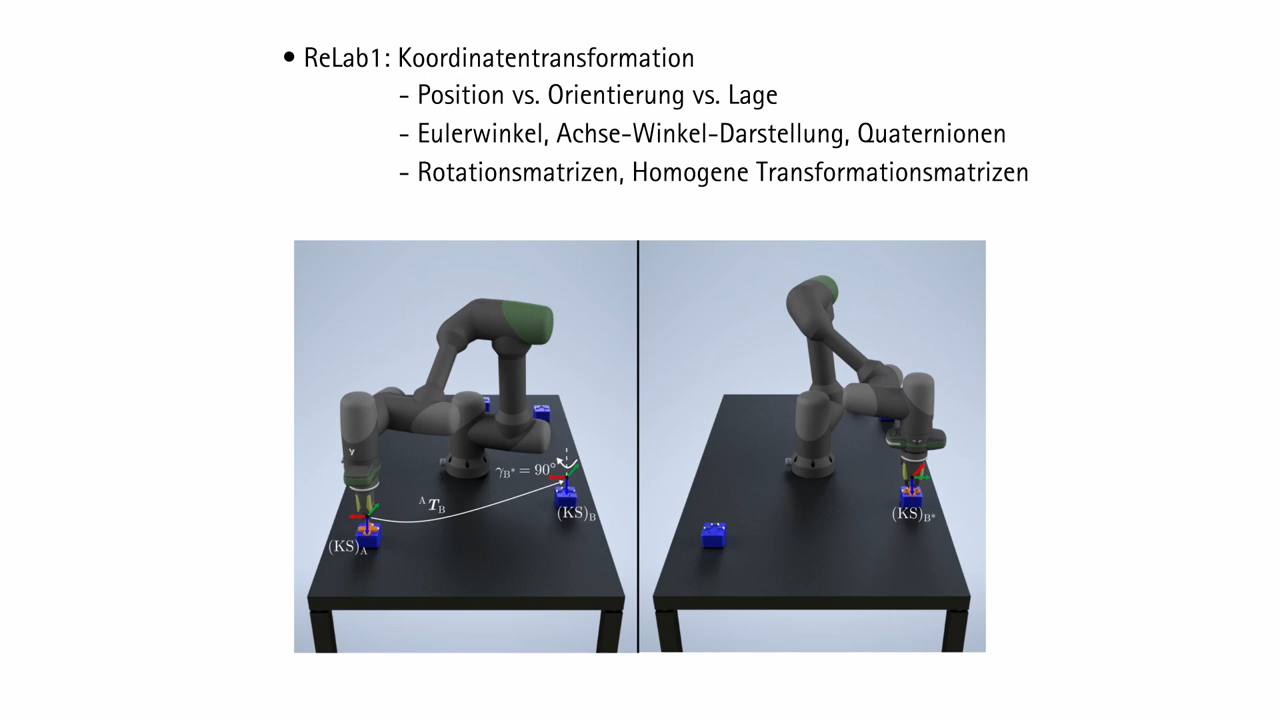 • ReLab1: Koordinatentransformation
- Position vs. Orientierung vs. Lage
- Eulerwinkel, Achse-Winkel-Darstellung, Quaternionen
- Rotationsmatrizen, Homogene Transformationsmatrizen
y
γB* = 90°
ATB
(KS)B
(KS)A
(KS)B*